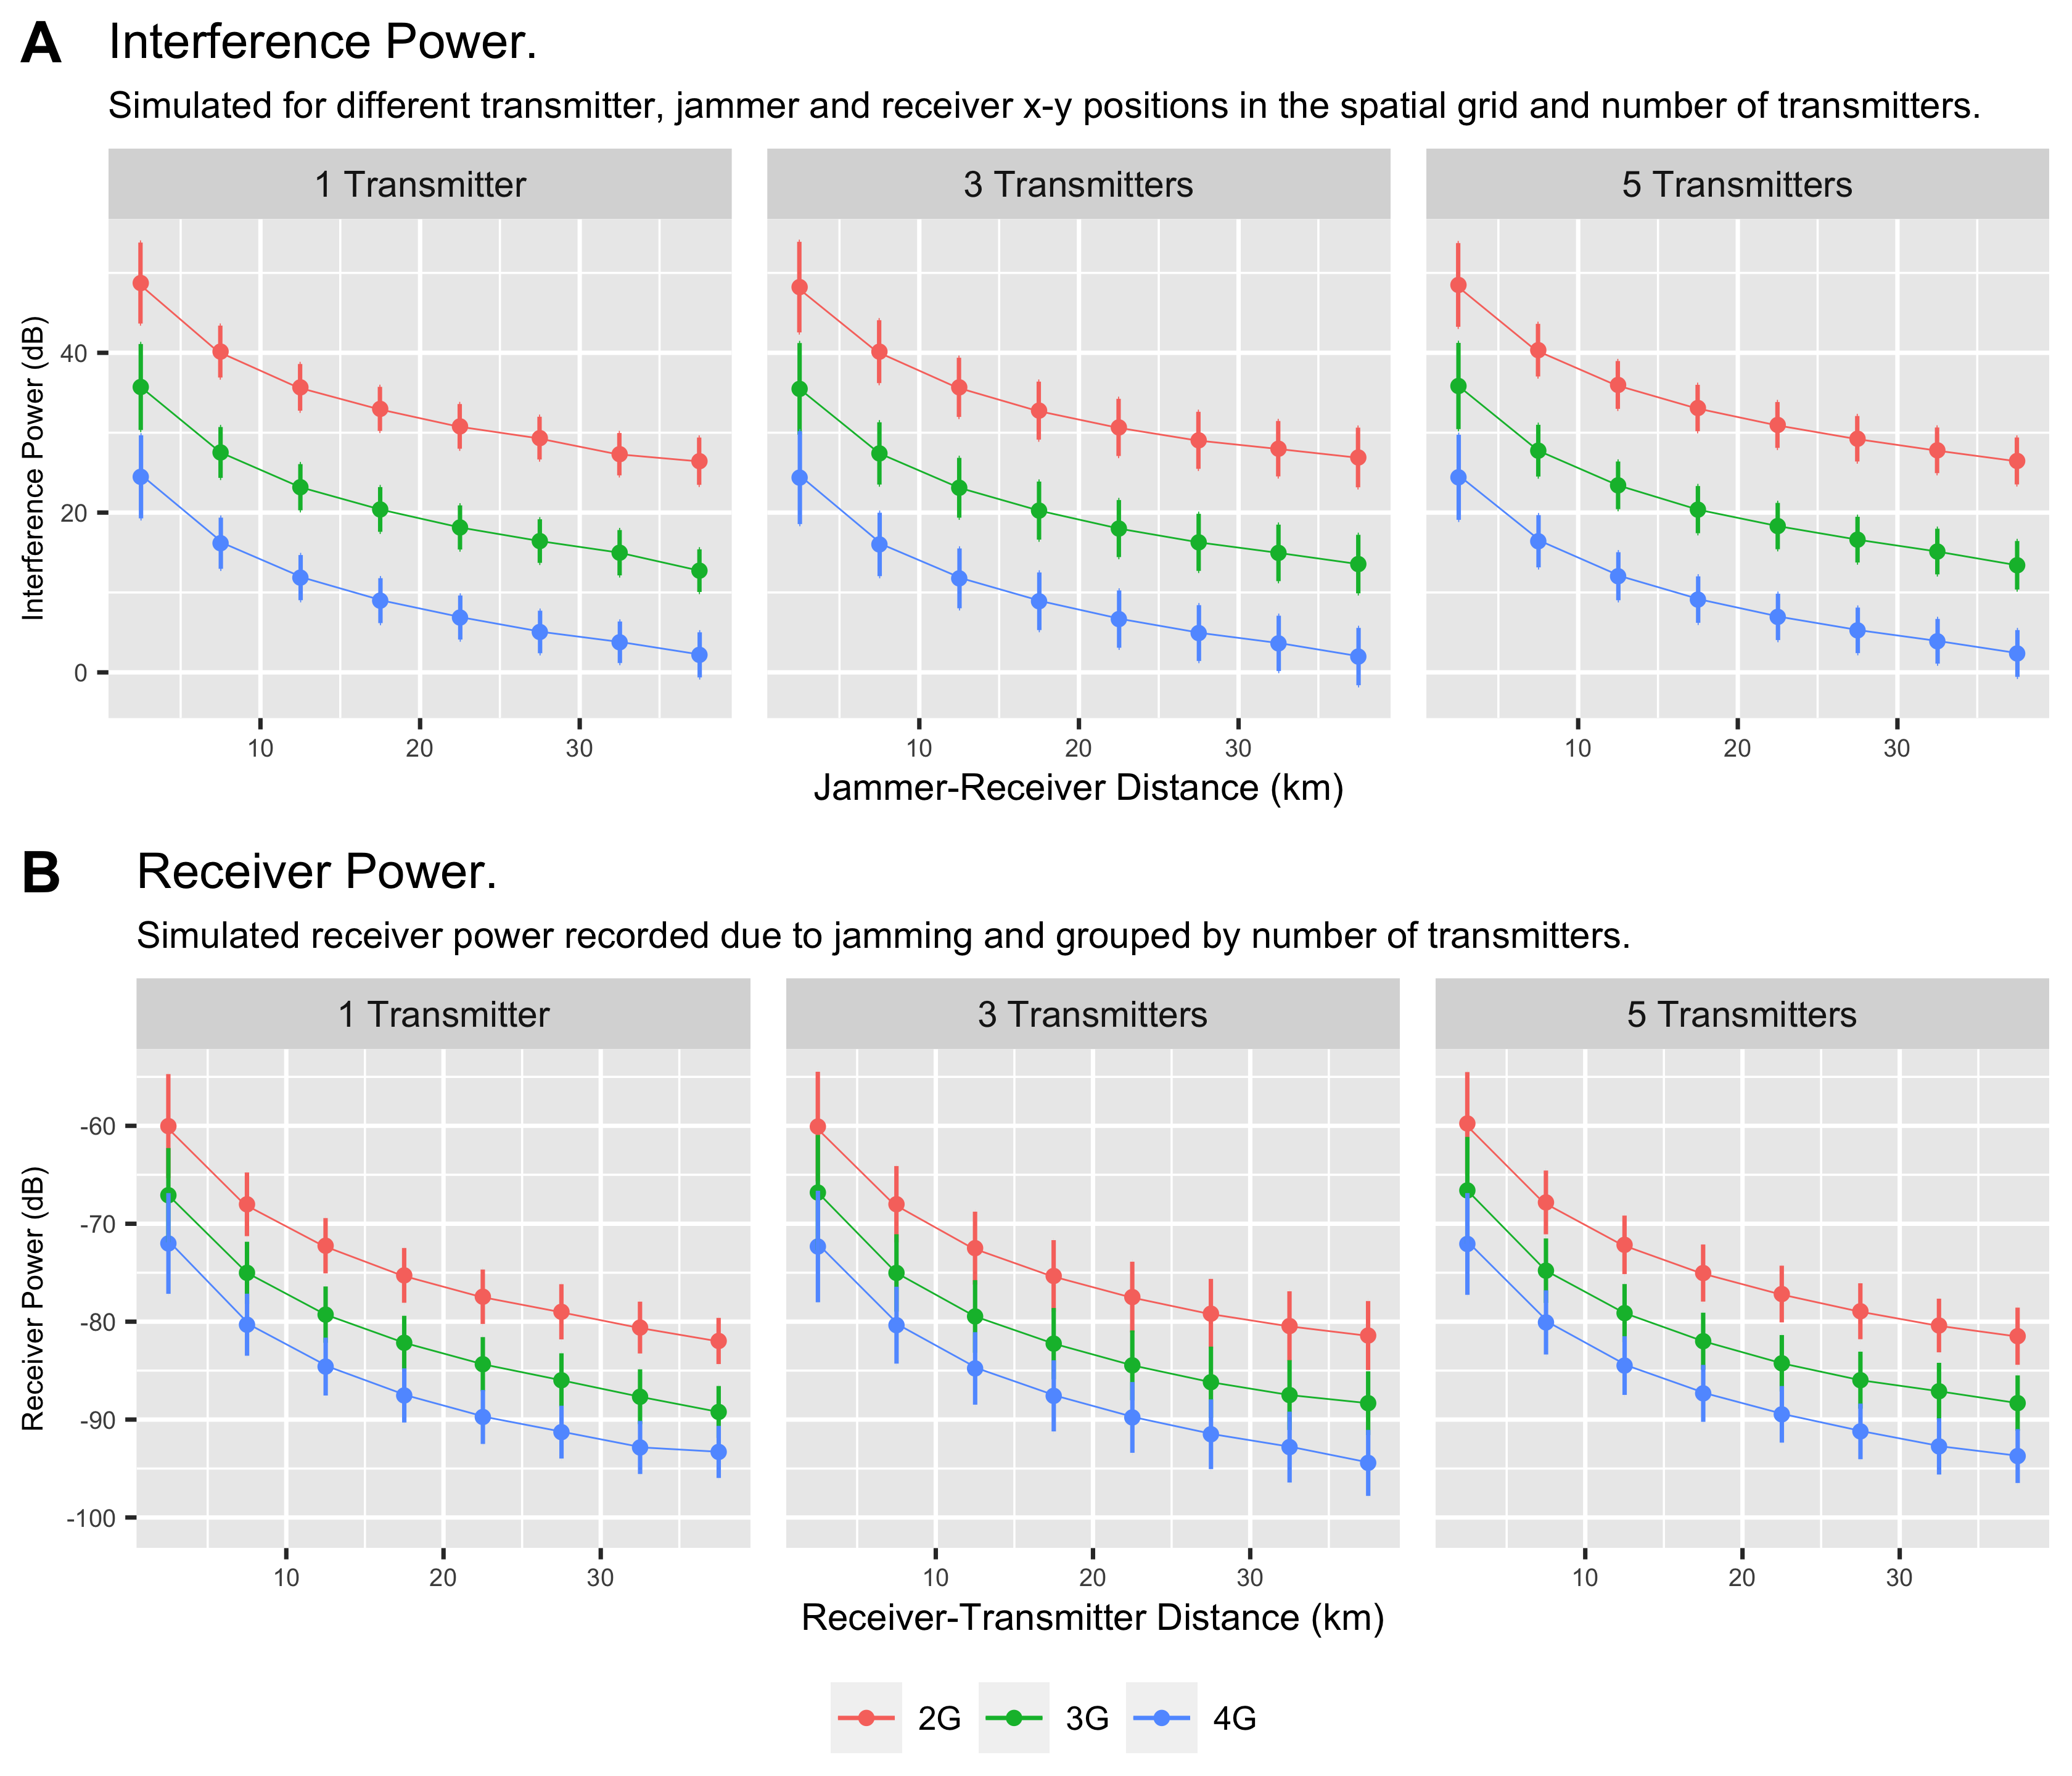 A Interference Power.
Simulated for different transmitter, jammer and receiver x-y positions in the spatial grid and number of transmitters.
1 Transmitter 3 Transmitters 5 Transmitters
Interference Power (dB)
40
20
0
10 20 30 10 20 30 10 20 30
Jammer-Receiver Distance (km)
B Receiver Power.
Simulated receiver power recorded due to jamming and grouped by number of transmitters.
1 Transmitter 3 Transmitters 5 Transmitters
Receiver Power (dB)
-60
-70
-80
-90
-100
10 20 30 10 20 30 10 20 30
Receiver-Transmitter Distance (km)
2G 3G 4G